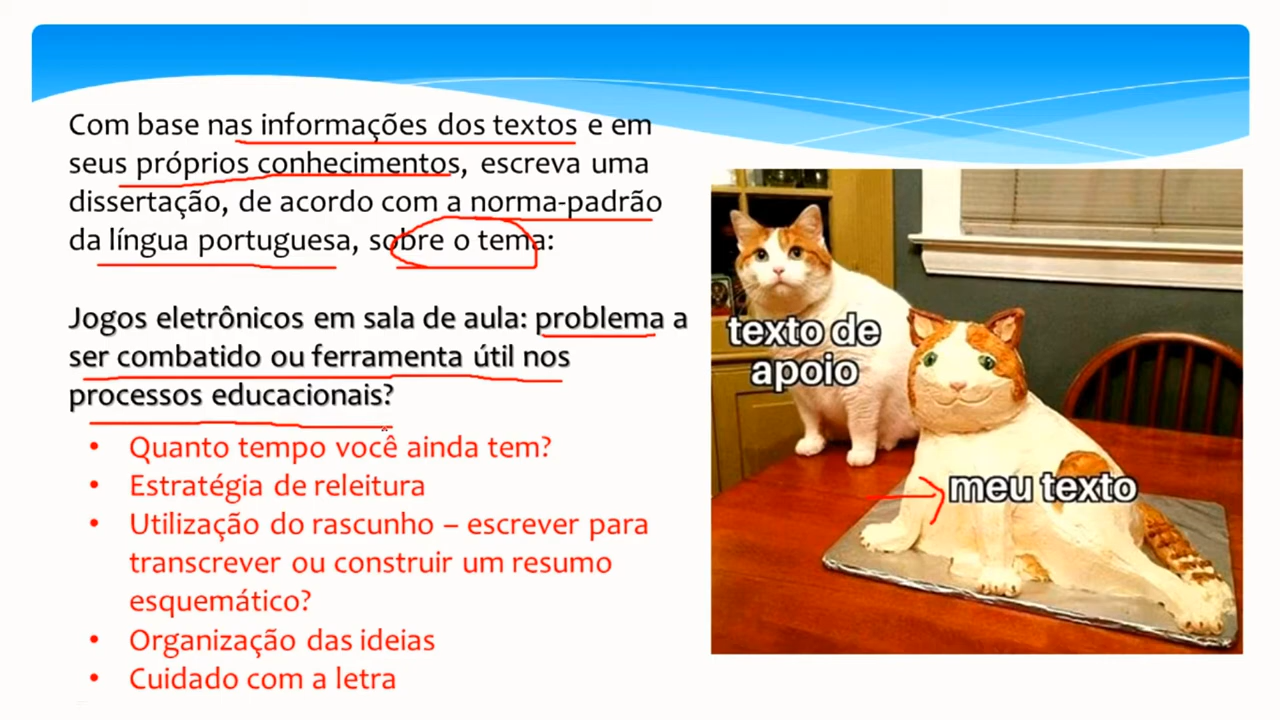 Com base nas informações dos textos e em
seus próprios conhecimentos, escreva uma
dissertação, de acordo com a norma-padrão
da língua portuguesa, sobre o tema:
Jogos eletrônicos em sala de aula: problema a
ser combatido ou ferramenta útil nos
processos educacionais?
• Quanto tempo você ainda tem?
• Estratégia de releitura
• Utilização do rascunho – escrever para
transcrever ou construir um resumo
esquemático?
• Organização das ideias
• Cuidado com a letra
texto de
apoio
meu texto